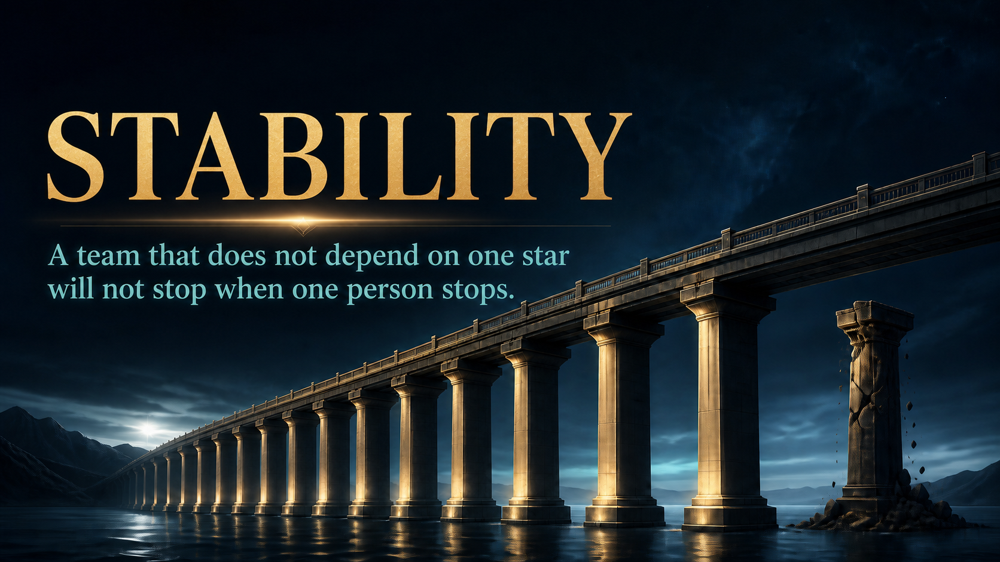 STABILITY
A team that does not depend on one star
will not stop when one person stops.